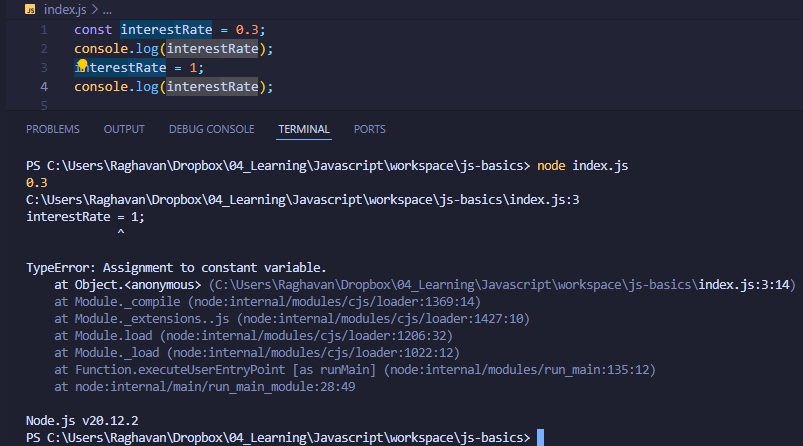 JS index.js > ...
1 const interestRate = 0.3;
2 console.log(interestRate);
3 interestRate = 1;
4 console.log(interestRate);
5
PROBLEMS OUTPUT DEBUG CONSOLE TERMINAL PORTS
PS C:\Users\Raghavan\Dropbox\04_Learning\Javascript\workspace\js-basics> node index.js
0.3
C:\Users\Raghavan\Dropbox\04_Learning\Javascript\workspace\js-basics\index.js:3
interestRate = 1;
^
TypeError: Assignment to constant variable.
at Object.<anonymous> (C:\Users\Raghavan\Dropbox\04_Learning\Javascript\workspace\js-basics\index.js:3:14)
at Module._compile (node:internal/modules/cjs/loader:1369:14)
at Module._extensions..js (node:internal/modules/cjs/loader:1427:10)
at Module.load (node:internal/modules/cjs/loader:1206:32)
at Module._load (node:internal/modules/cjs/loader:1022:12)
at Function.executeUserEntryPoint [as runMain] (node:internal/modules/run_main:135:12)
at node:internal/main/run_main_module:28:49
Node.js v20.12.2
PS C:\Users\Raghavan\Dropbox\04_Learning\Javascript\workspace\js-basics>